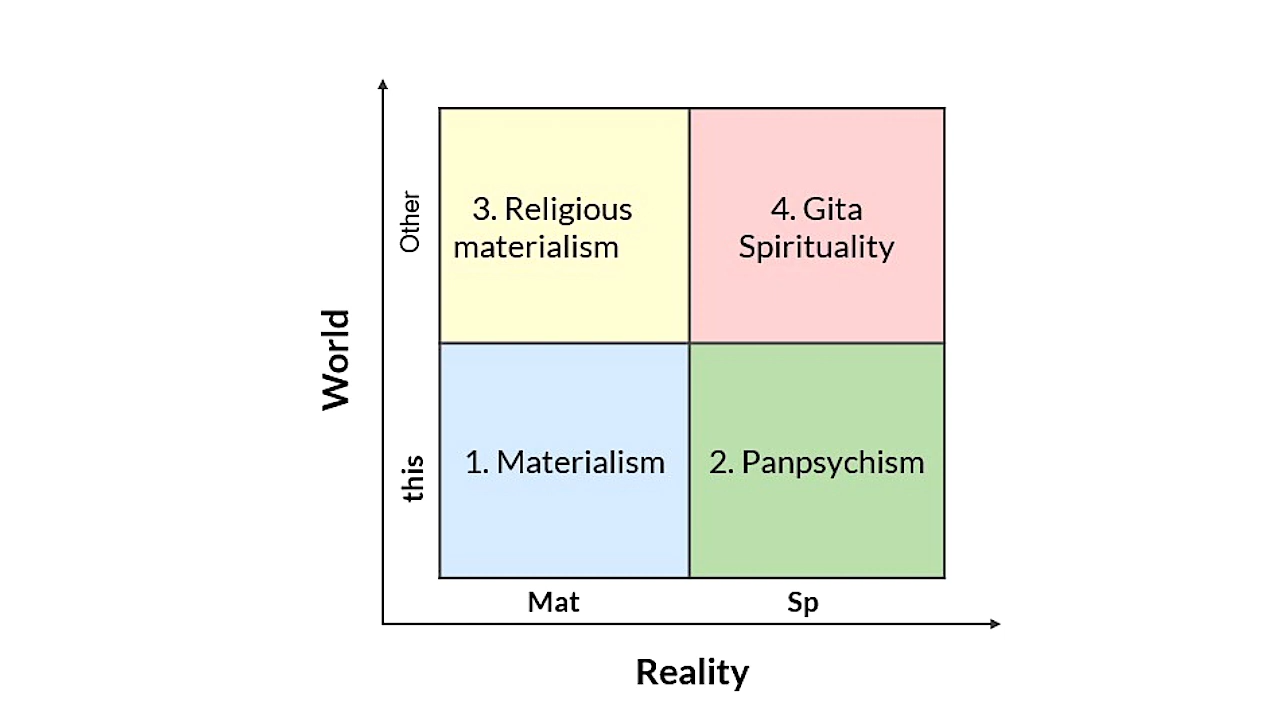 World
Other
this
3. Religious
materialism
4. Gita
Spirituality
1. Materialism
2. Panpsychism
Mat
Sp
Reality